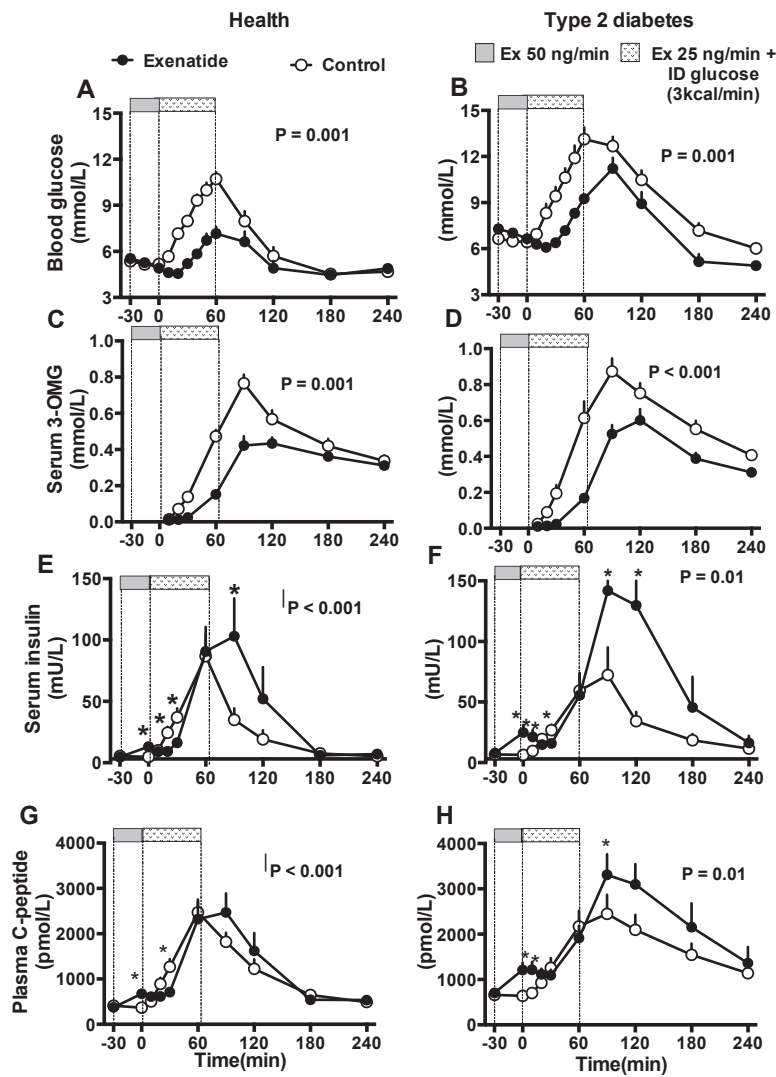 Health
Type 2 diabetes
Exenatide
Control
Ex 50 ng/min
Ex 25 ng/min +
ID glucose
(3kcal/min)
A
Blood glucose
(mmol/L)
15
12
9
6
3
P = 0.001
-30 0 60 120 180 240
B
(mmol/L)
15
12
9
6
3
P = 0.001
-30 0 60 120 180 240
C
Serum 3-OMG
(mmol/L)
1.0
0.8
0.6
0.4
0.2
0.0
P = 0.001
-30 0 60 120 180 240
D
(mmol/L)
1.0
0.8
0.6
0.4
0.2
0.0
P < 0.001
-30 0 60 120 180 240
E
Serum insulin
(mU/L)
150
100
50
0
* * * *
P < 0.001
-30 0 60 120 180 240
F
(mU/L)
150
100
50
0
* * * * * *
P = 0.01
-30 0 60 120 180 240
G
Plasma C-peptide
(pmol/L)
4000
3000
2000
1000
0
* *
P < 0.001
-30 0 60 120 180 240
Time(min)
H
(pmol/L)
4000
3000
2000
1000
0
* * *
P = 0.01
-30 0 60 120 180 240
Time(min)